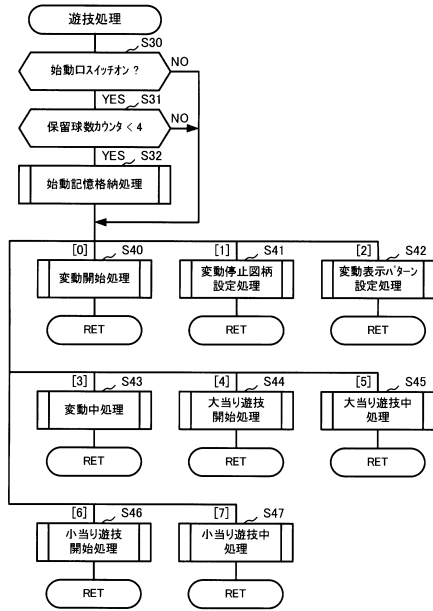 遊技処理
S30
始動口スイッチオン ?
NO
YES
S31
保留球数カウンタ < 4
NO
YES
S32
始動記憶格納処理
[0]
S40
変動開始処理
RET
[1]
S41
変動停止図柄
設定処理
RET
[2]
S42
変動表示パターン
設定処理
RET
[3]
S43
変動中処理
RET
[4]
S44
大当り遊技
開始処理
RET
[5]
S45
大当り遊技中
処理
RET
[6]
S46
小当り遊技
開始処理
RET
[7]
S47
小当り遊技中
処理
RET